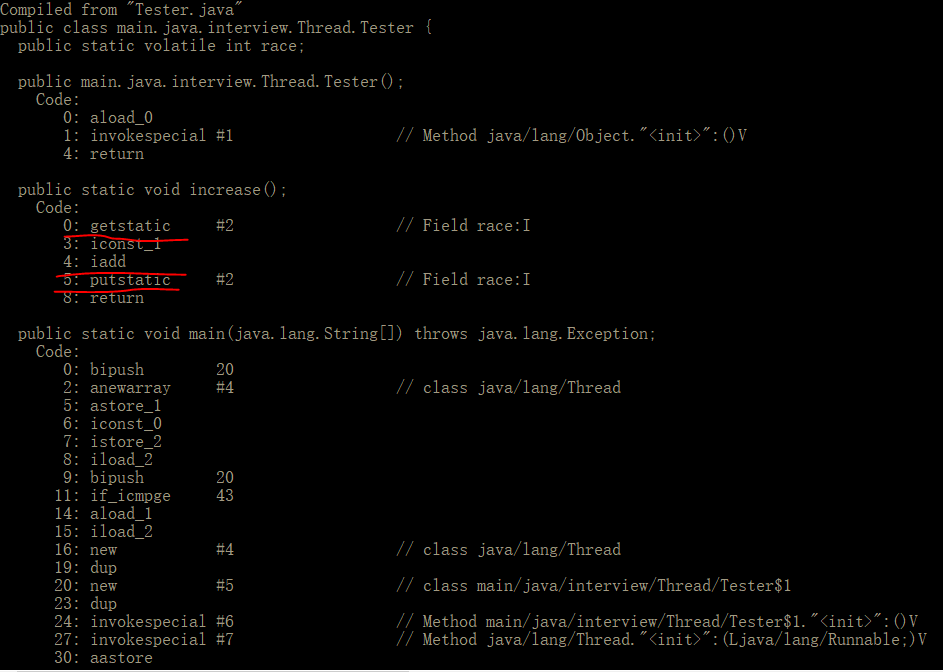 Compiled from "Tester.java"
public class main.java.interview.Thread.Tester {
  public static volatile int race;

  public main.java.interview.Thread.Tester();
    Code:
       0: aload_0
       1: invokespecial #1                  // Method java/lang/Object."<init>":()V
       4: return

  public static void increase();
    Code:
       0: getstatic     #2                  // Field race:I
       3: iconst_1
       4: iadd
       5: putstatic     #2                  // Field race:I
       8: return

  public static void main(java.lang.String[]) throws java.lang.Exception;
    Code:
       0: bipush        20
       2: anewarray     #4                  // class java/lang/Thread
       5: astore_1
       6: iconst_0
       7: istore_2
       8: iload_2
       9: bipush        20
      11: if_icmpge     43
      14: aload_1
      15: iload_2
      16: new           #4                  // class java/lang/Thread
      19: dup
      20: new           #5                  // class main/java/interview/Thread/Tester$1
      23: dup
      24: invokespecial #6                  // Method main/java/interview/Thread/Tester$1."<init>":()V
      27: invokespecial #7                  // Method java/lang/Thread."<init>":(Ljava/lang/Runnable;)V
      30: aastore